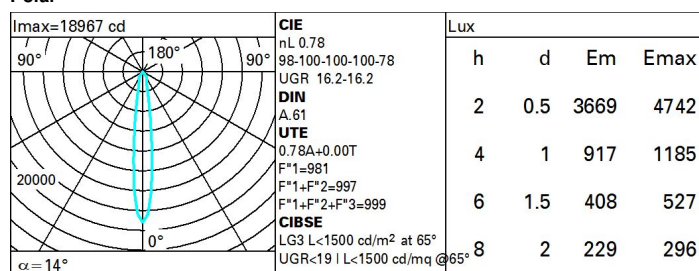 Imax=18967 cd
90°
180°
90°
20000
0°
α=14°
CIE
nL 0.78
98-100-100-100-78
UGR 16.2-16.2
DIN
A.61
UTE
0.78A+0.00T
F"1=981
F"1+F"2=997
F"1+F"2+F"3=999
CIBSE
LG3 L<1500 cd/m² at 65°
UGR<19 | L<1500 cd/mq @65°
Lux
h d Em Emax
2 0.5 3669 4742
4 1 917 1185
6 1.5 408 527
8 2 229 296